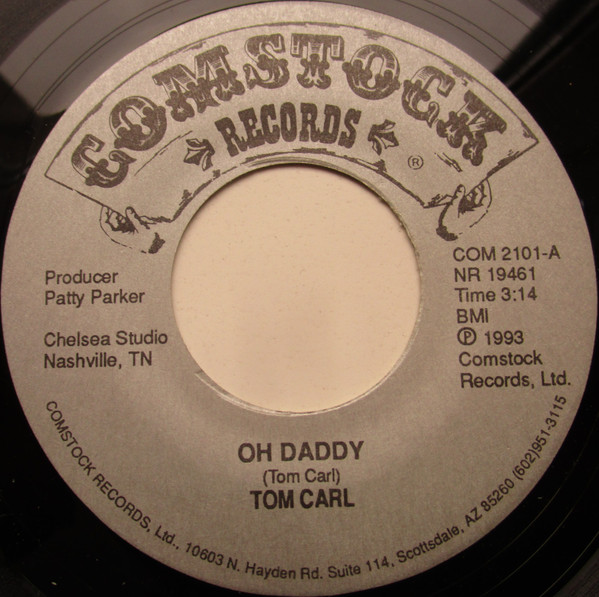 COMSTOCK
RECORDS
®
Producer
Patty Parker
Chelsea Studio
Nashville, TN
COM 2101-A
NR 19461
Time 3:14
BMI
℗ 1993
Comstock
Records, Ltd.
OH DADDY
(Tom Carl)
TOM CARL
COMSTOCK RECORDS, Ltd., 10603 N. Hayden Rd. Suite 114, Scottsdale, AZ 85260 (602)951-3115